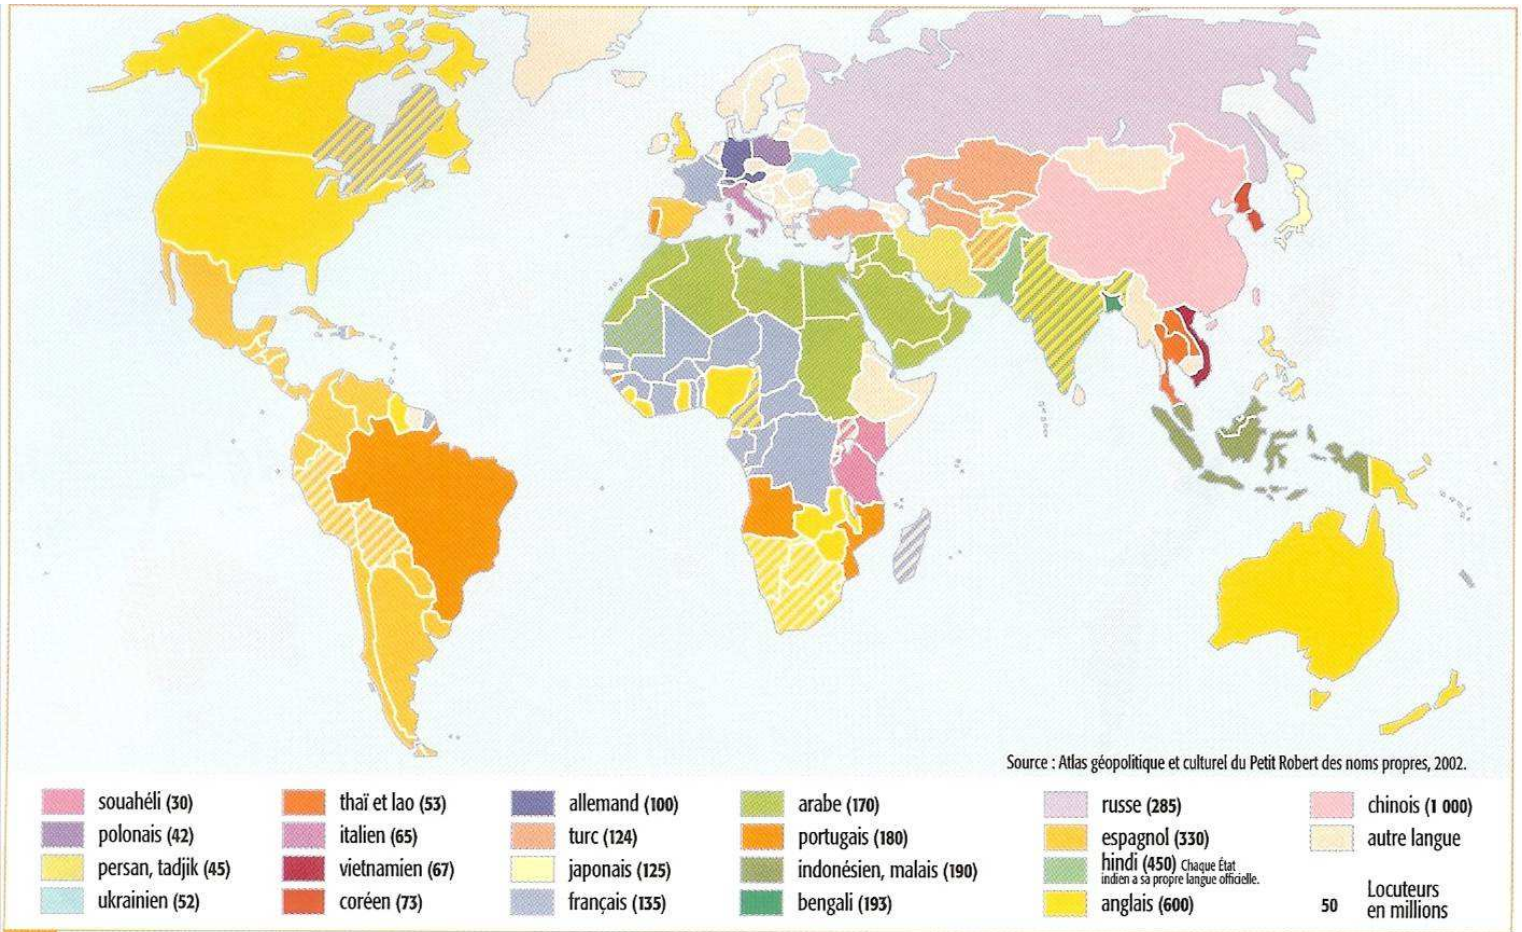 Source : Atlas géopolitique et culturel du Petit Robert des noms propres, 2002.
souahéli (30)
polonais (42)
persan, tadjik (45)
ukrainien (52)
thaï et lao (53)
italien (65)
vietnamien (67)
coréen (73)
allemand (100)
turc (124)
japonais (125)
français (135)
arabe (170)
portugais (180)
indonésien, malais (190)
bengali (193)
russe (285)
espagnol (330)
hindi (450) Chaque État
indien a sa propre langue officielle.
anglais (600)
chinois (1 000)
autre langue
50 Locuteurs
en millions